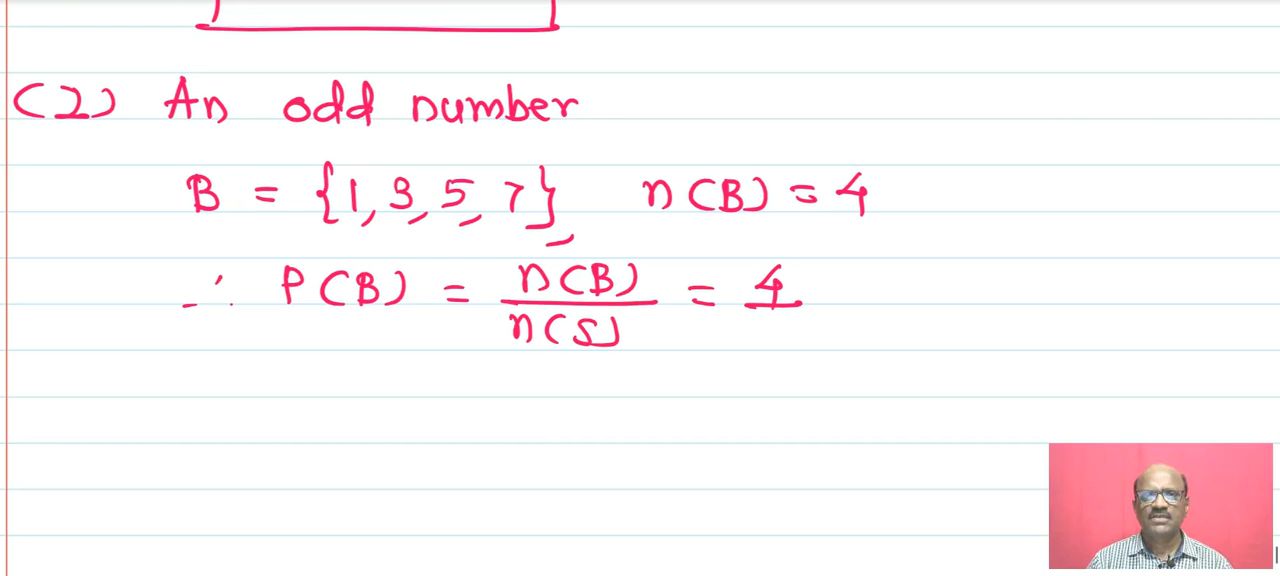 (2) An odd number
B = {1, 3, 5, 7}, n(B) = 4
∴ P(B) = n(B)/n(S) = 4